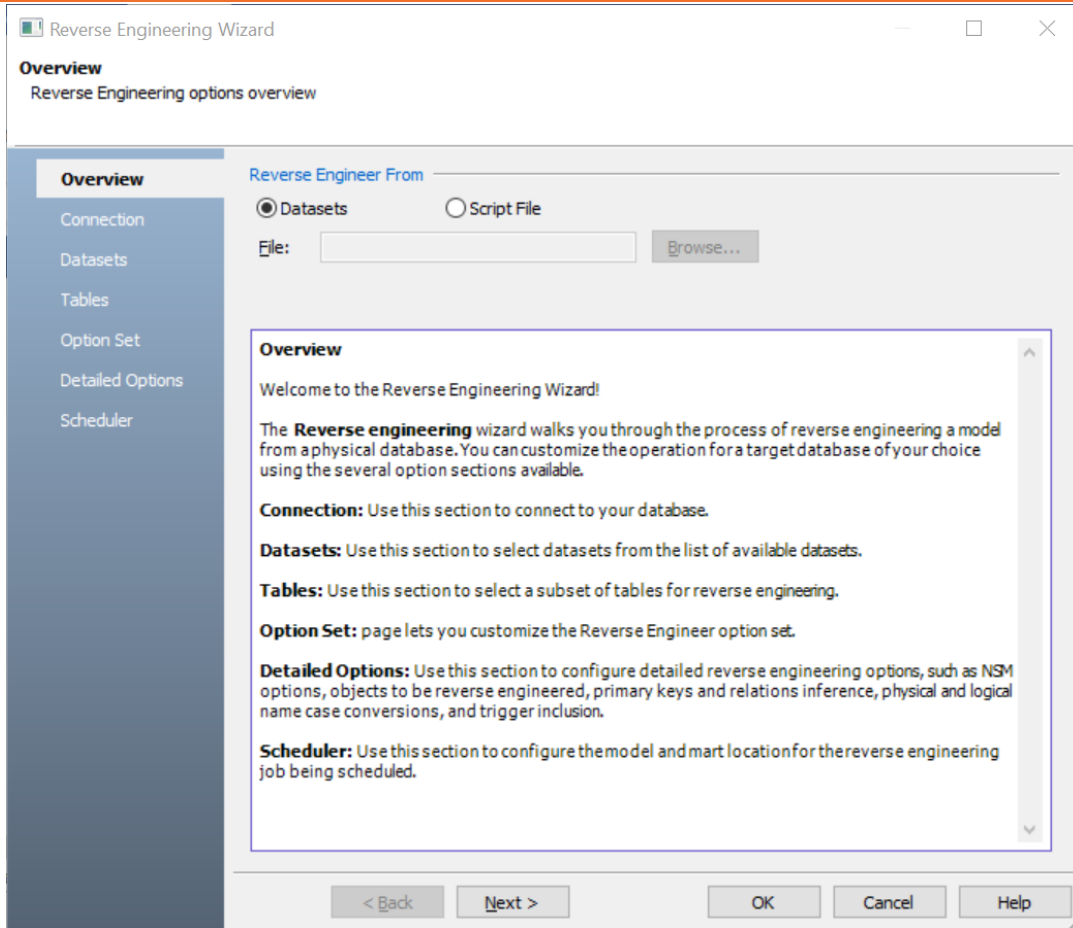 Reverse Engineering Wizard
Overview
Reverse Engineering options overview
Overview
Connection
Datasets
Tables
Option Set
Detailed Options
Scheduler
Reverse Engineer From
Datasets
Script File
File:
Browse...
Overview
Welcome to the Reverse Engineering Wizard!
The Reverse engineering wizard walks you through the process of reverse engineering a model
from a physical database. You can customize the operation for a target database of your choice
using the several option sections available.
Connection: Use this section to connect to your database.
Datasets: Use this section to select datasets from the list of available datasets.
Tables: Use this section to select a subset of tables for reverse engineering.
Option Set: page lets you customize the Reverse Engineer option set.
Detailed Options: Use this section to configure detailed reverse engineering options, such as NSM
options, objects to be reverse engineered, primary keys and relations inference, physical and logical
name case conversions, and trigger inclusion.
Scheduler: Use this section to configure the model and mart location for the reverse engineering
job being scheduled.
< Back
Next >
OK
Cancel
Help